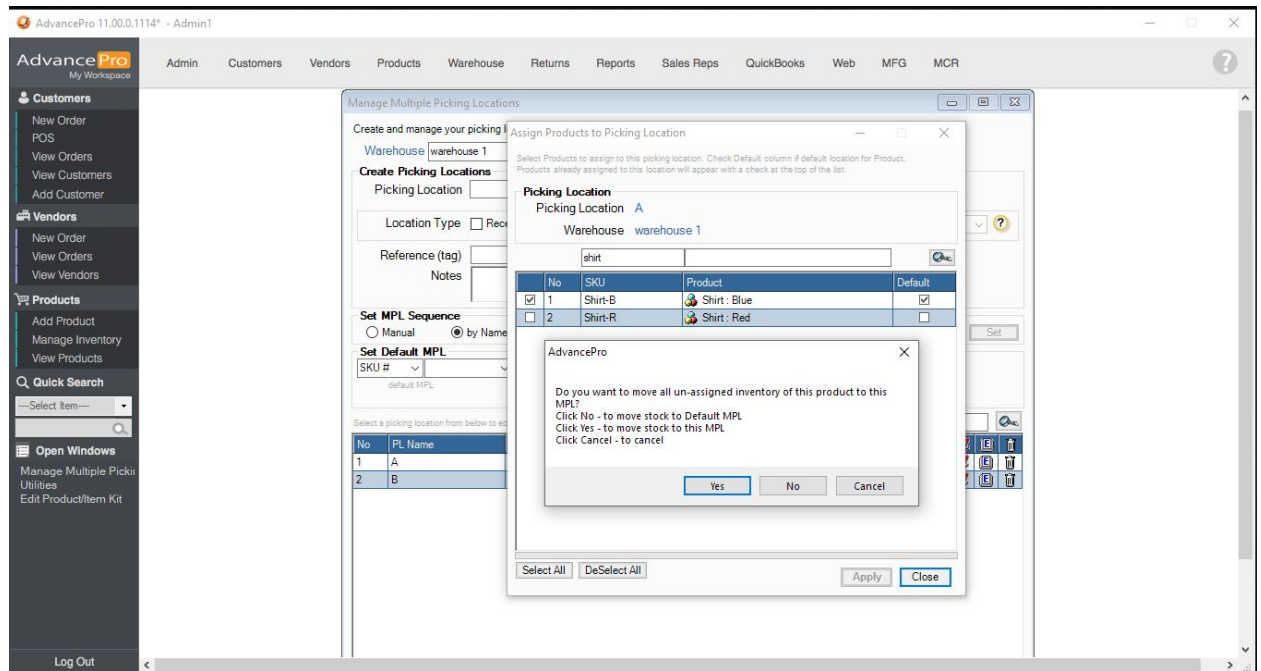 AdvancePro 11.00.0.1114* - Admin1
AdvancePro
My Workspace
Admin Customers Vendors Products Warehouse Returns Reports Sales Reps QuickBooks Web MFG MCR
?
Customers
New Order
POS
View Orders
View Customers
Add Customer
Vendors
New Order
View Orders
View Vendors
Products
Add Product
Manage Inventory
View Products
Quick Search
---Select Item----
Open Windows
Manage Multiple Pickin
Utilities
Edit Product/Item Kit
Log Out
Manage Multiple Picking Locations
Create and manage your picking l
Warehouse warehouse 1
Create Picking Locations
Picking Location
Location Type Rece
?
Reference (tag)
Notes
Set MPL Sequence
Manual by Name
Set
Set Default MPL
SKU #
default MPL
Select a picking location from below to ed
No PL Name
1 A
2 B
Assign Products to Picking Location
Select Products to assign to this picking location. Check Default column if default location for Product.
Products already assigned to this location will appear with a check at the top of the list.
Picking Location
Picking Location A
Warehouse warehouse 1
shirt
No SKU Product Default
1 Shirt-B Shirt : Blue
2 Shirt-R Shirt : Red
AdvancePro
Do you want to move all un-assigned inventory of this product to this
MPL?
Click No - to move stock to Default MPL
Click Yes - to move stock to this MPL
Click Cancel - to cancel
Yes No Cancel
Select All DeSelect All
Apply Close